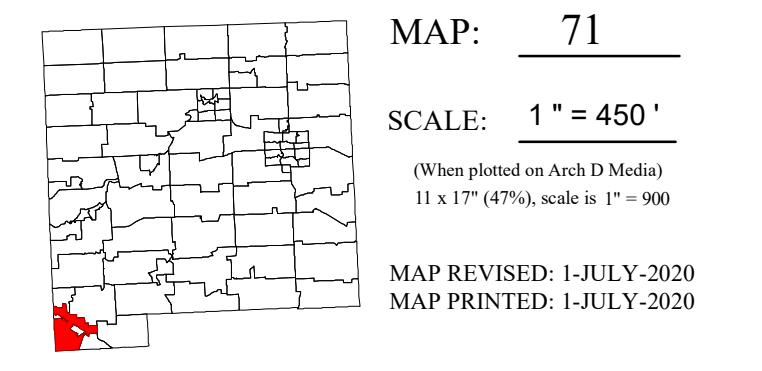 MAP: 71
SCALE: 1 " = 450 '
(When plotted on Arch D Media)
11 x 17" (47%), scale is 1" = 900
MAP REVISED: 1-JULY-2020
MAP PRINTED: 1-JULY-2020